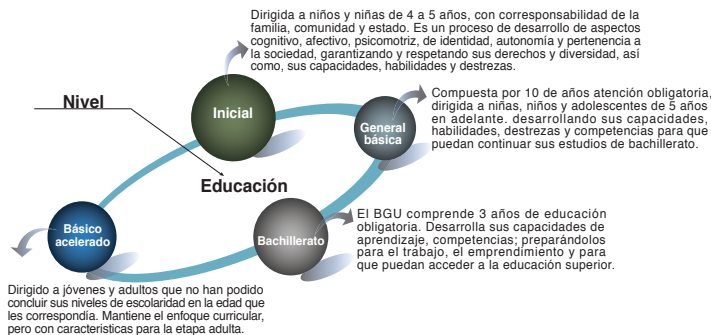 Dirigida a niños y niñas de 4 a 5 años, con corresponsabilidad de la
familia, comunidad y estado. Es un proceso de desarrollo de aspectos
cognitivo, afectivo, psicomotriz, de identidad, autonomía y pertenencia a
la sociedad, garantizando y respetando sus derechos y diversidad, así
como, sus capacidades, habilidades y destrezas.
Nivel
Inicial
Compuesta por 10 de años atención obligatoria,
dirigida a niñas, niños y adolescentes de 5 años
en adelante. desarrollando sus capacidades,
habilidades, destrezas y competencias para que
puedan continuar sus estudios de bachillerato.
General
básica
Educación
Básico
acelerado
Bachillerato
El BGU comprende 3 años de educación
obligatoria. Desarrolla sus capacidades de
aprendizaje, competencias; preparándolos
para el trabajo, el emprendimiento y para
que puedan acceder a la educación superior.
Dirigido a jóvenes y adultos que no han podido
concluir sus niveles de escolaridad en la edad que
les correspondía. Mantiene el enfoque curricular,
pero con caracteristicas para la etapa adulta.